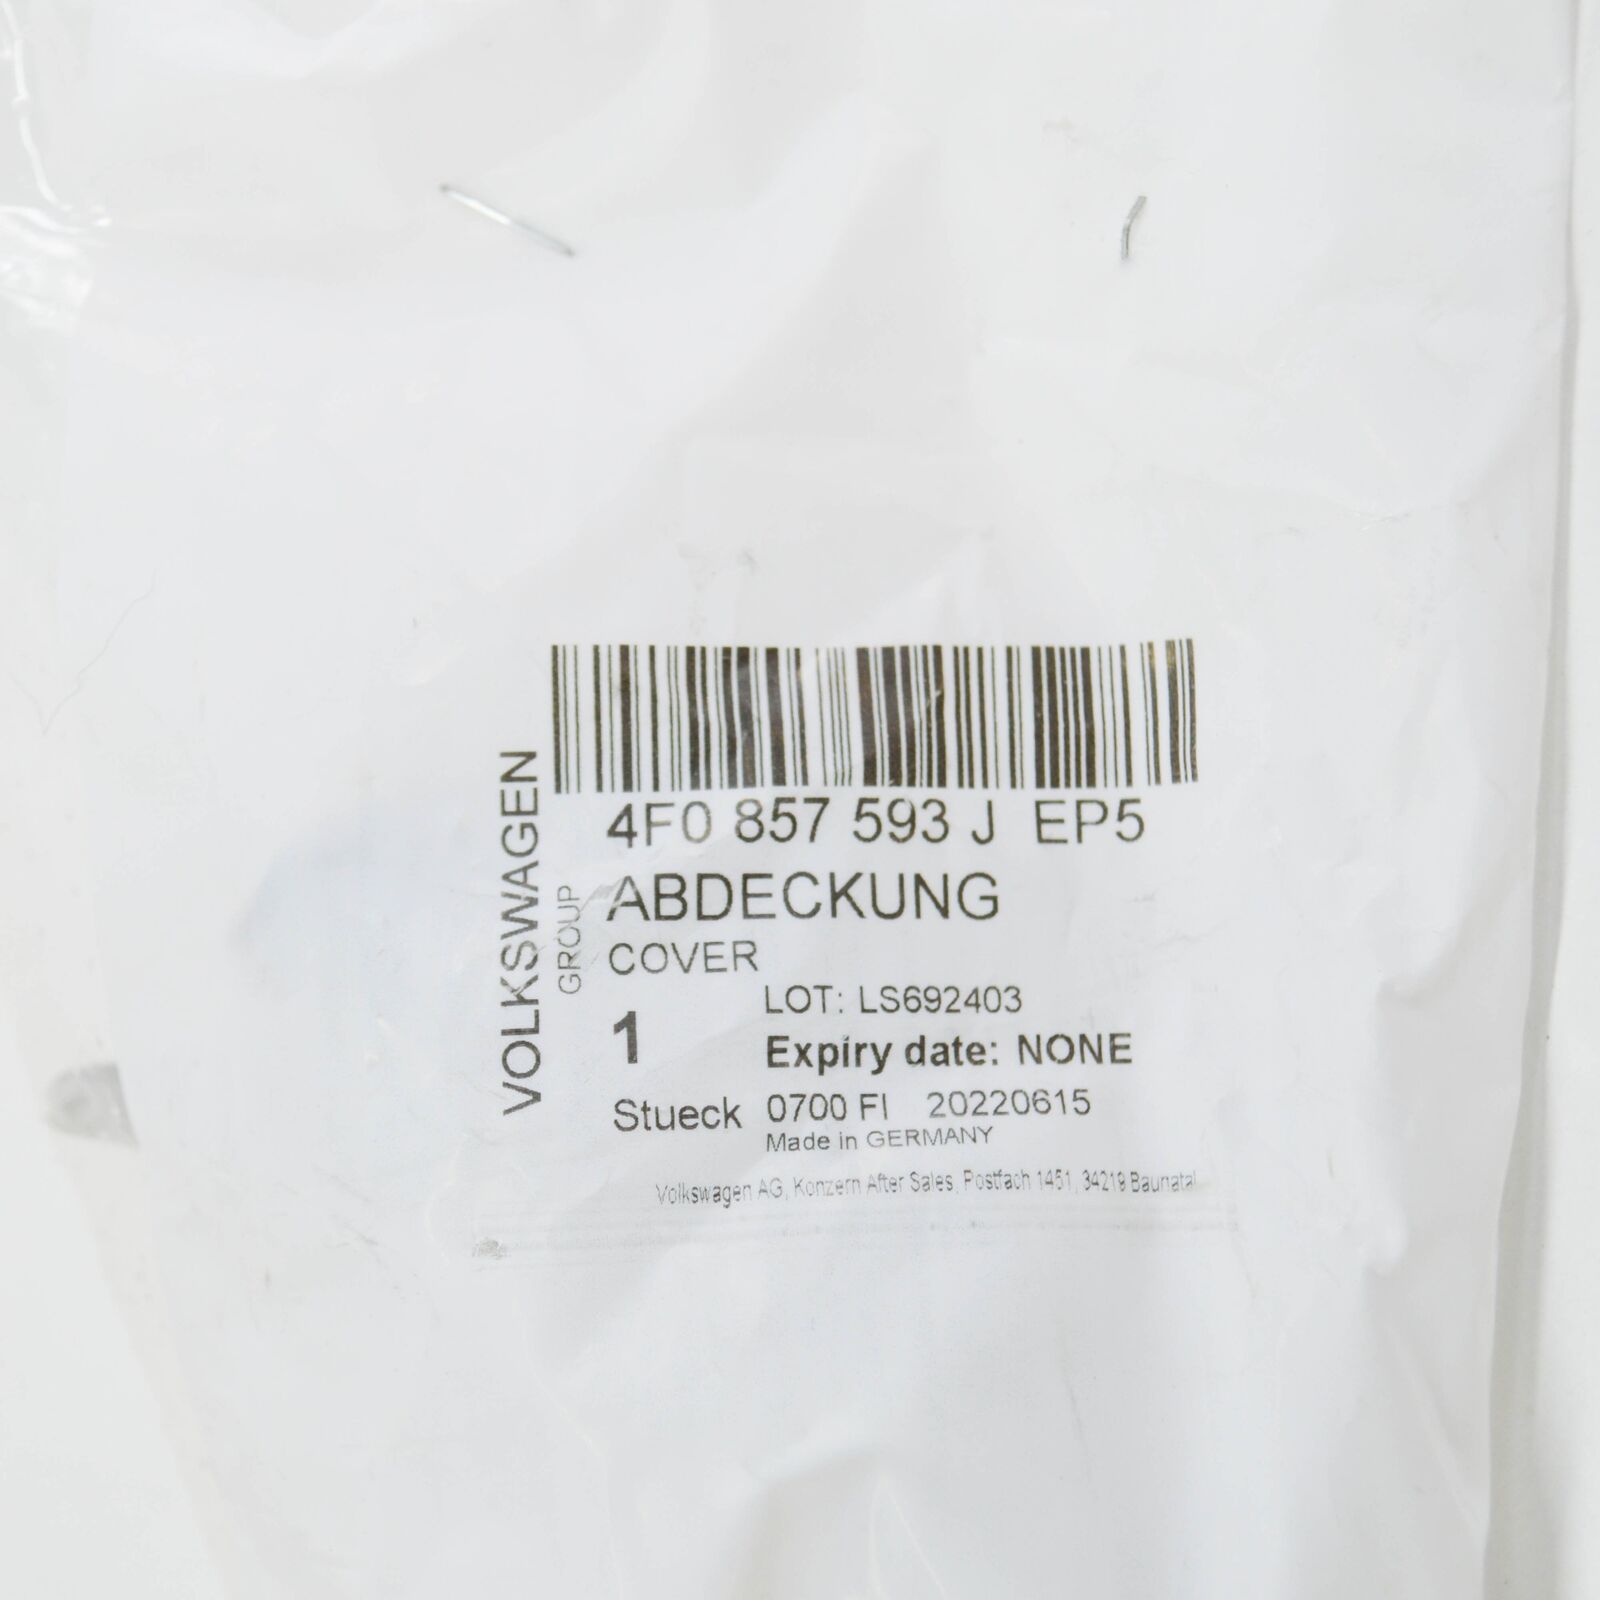 VOLKSWAGEN
GROUP
4F0 857 593 J EP5
ABDECKUNG
COVER
LOT: LS692403
1
Expiry date: NONE
Stueck 0700 FI 20220615
Made in GERMANY
Volkswagen AG, Konzern After Sales, Postfach 1451, 34219 Baunatal